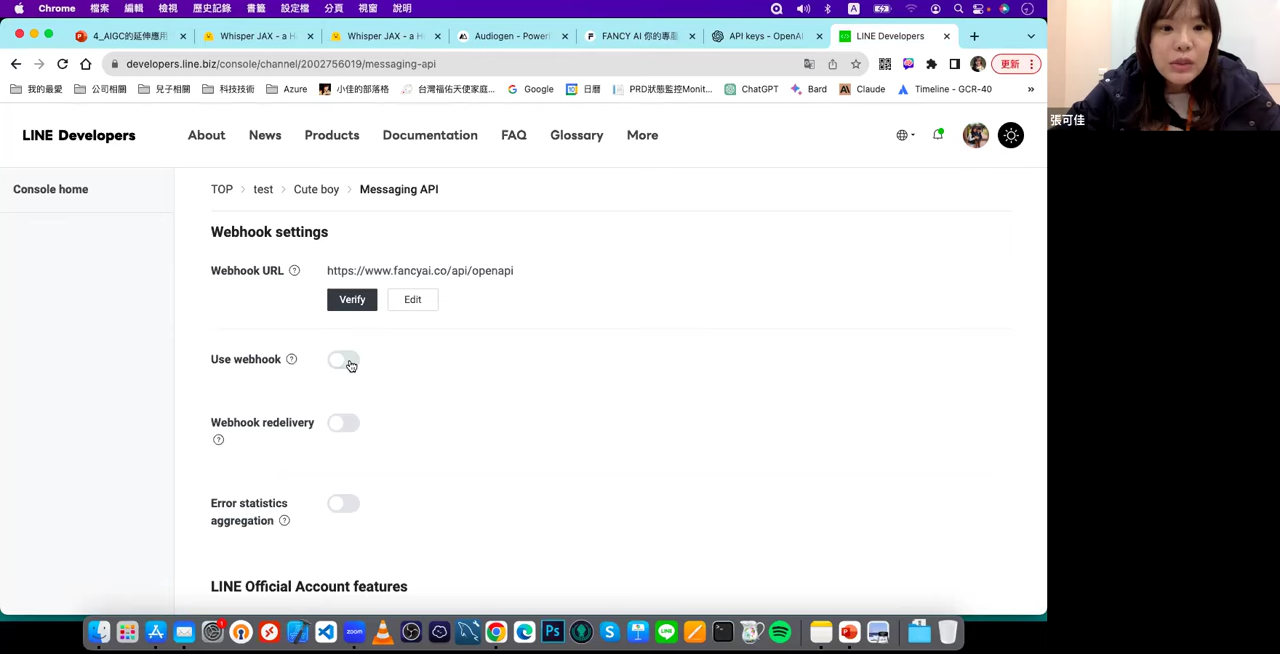 Chrome 檔案 編輯 檢視 歷史記錄 書籤 設定檔 分頁 視窗 說明
4_AIGC的延伸應用 Whisper JAX - a H Whisper JAX - a H Audiogen - Power FANCY AI 你的專 API keys - OpenAI LINE Developers
developers.line.biz/console/channel/2002756019/messaging-api 更新
我的最愛 公司相關 兒子相關 科技技術 Azure 小佳的部落格 台灣福佑天使家庭... Google 日曆 PRD狀態監控Monit... ChatGPT Bard Claude Timeline - GCR-40 »
LINE Developers About News Products Documentation FAQ Glossary More
張可佳
Console home
TOP > test > Cute boy > Messaging API
Webhook settings
Webhook URL ? https://www.fancyai.co/api/openapi
Verify Edit
Use webhook ?
Webhook redelivery
?
Error statistics
aggregation ?
LINE Official Account features
zoom Ps